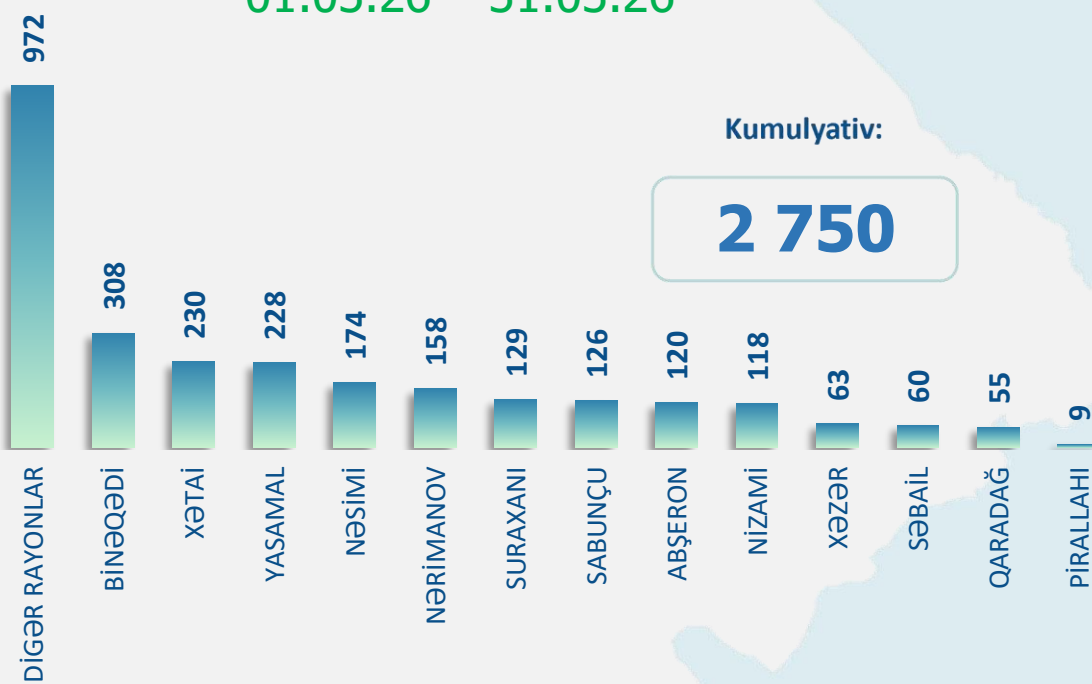 972
Kumulyativ:
2 750
308
230
228
174
158
129
126
120
118
63
60
55
9
DİGƏR RAYONLAR
BİNƏQƏDİ
XƏTAİ
YASAMAL
NƏSİMİ
NƏRİMANOV
SURAXANI
SABUNÇU
ABŞERON
NİZAMİ
XƏZƏR
SƏBAİL
QARADAĞ
PİRALLAHI